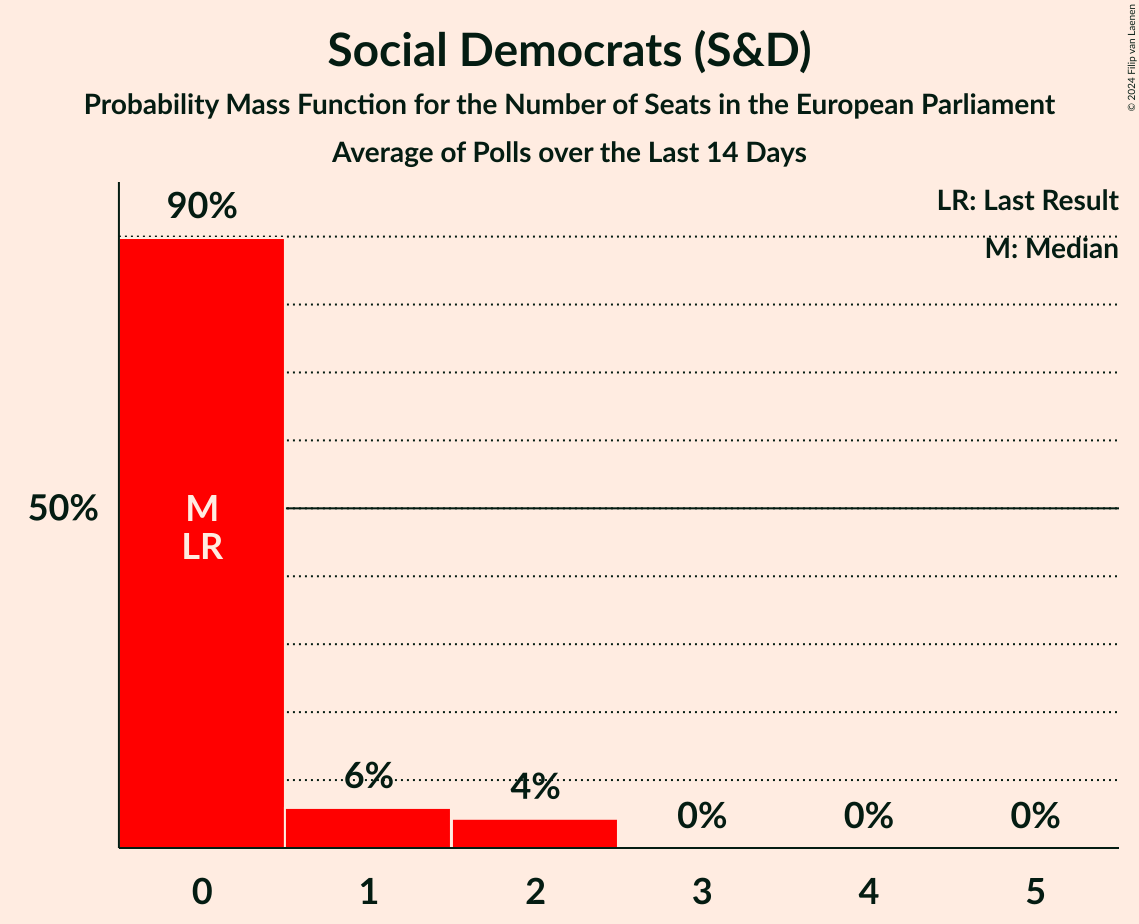 Social Democrats (S&D)
Probability Mass Function for the Number of Seats in the European Parliament
Average of Polls over the Last 14 Days
© 2024 Filip van Laenen
LR: Last Result
M: Median
90%
50%
M
LR
6%
4%
0%
0%
0%
0
1
2
3
4
5